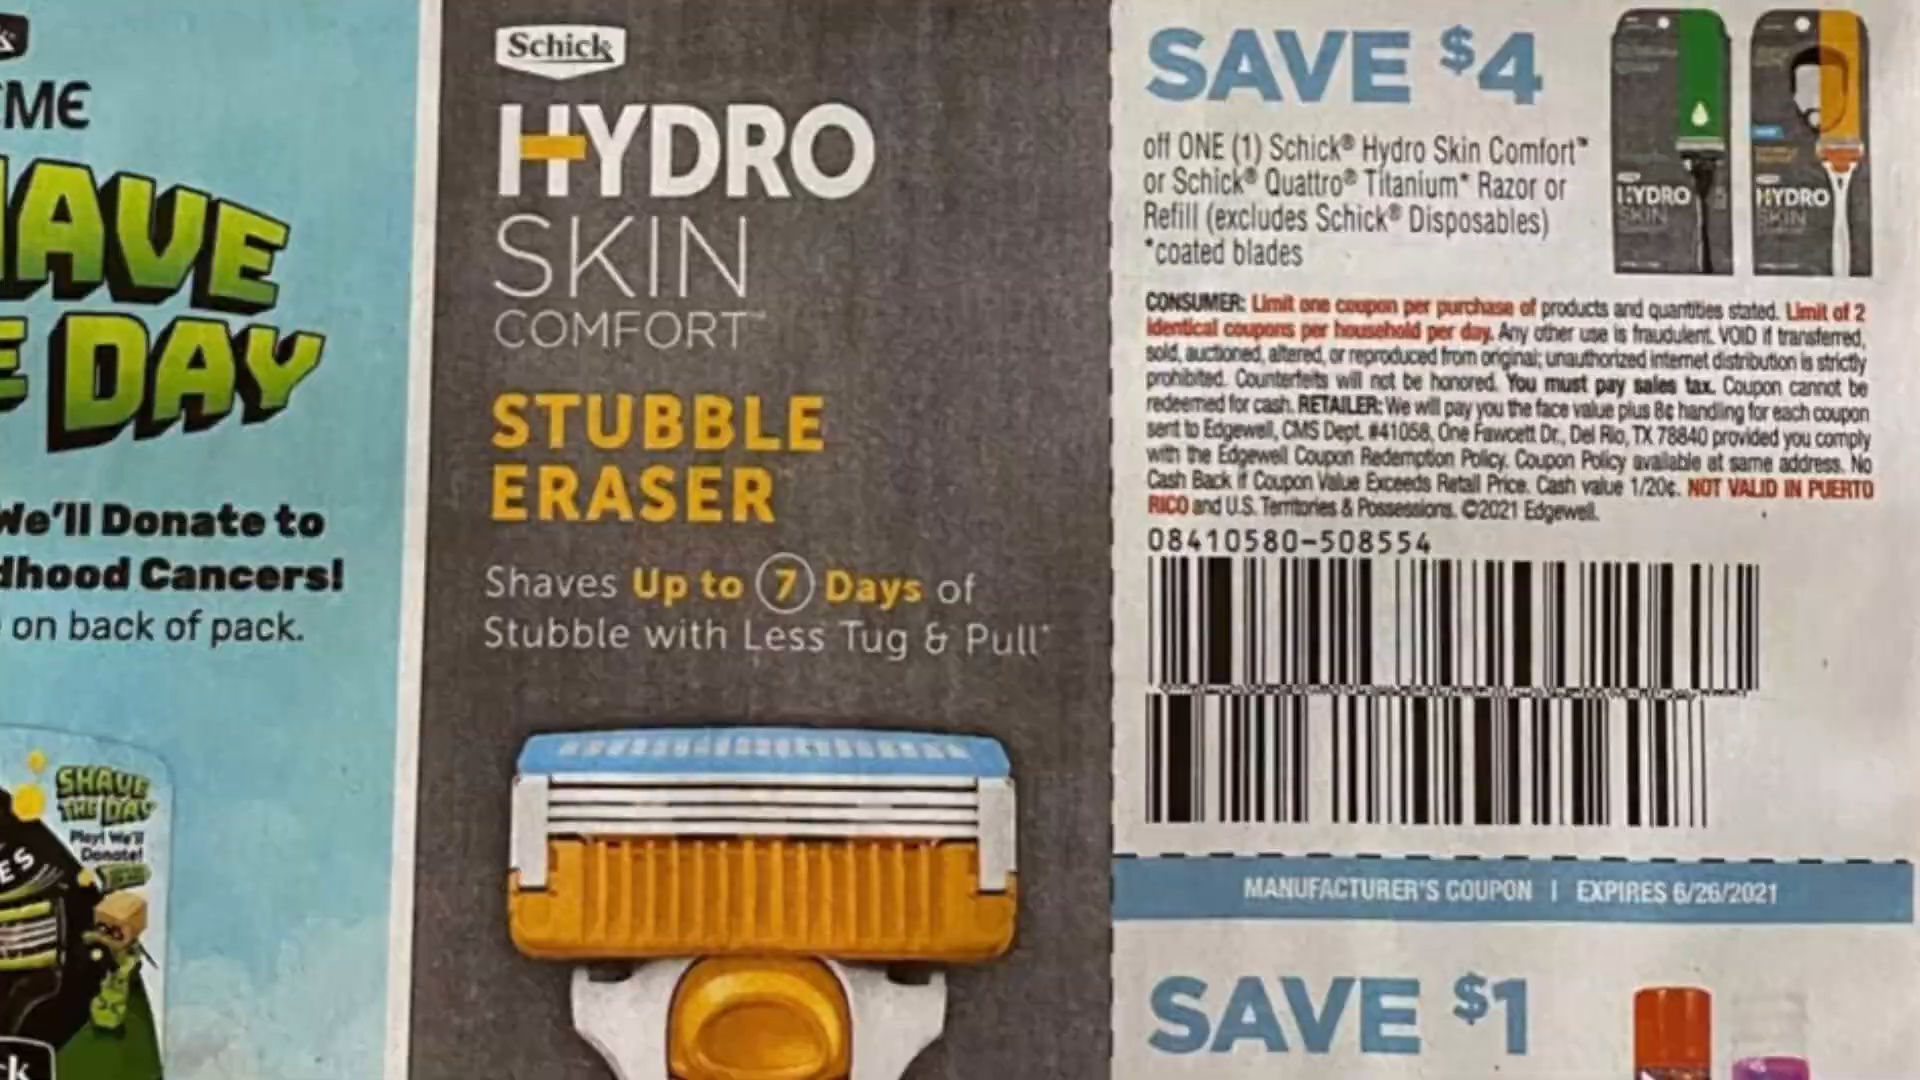 ME
AVE
E DAY
We'll Donate to
dhood Cancers!
on back of pack.
SHAVE
THE DAY
Play! We'll
Donate!
ES
ck
Schick
HYDRO
SKIN
COMFORT™
STUBBLE
ERASER
Shaves Up to 7 Days of
Stubble with Less Tug & Pull*
SAVE $4
off ONE (1) Schick® Hydro Skin Comfort™
or Schick® Quattro® Titanium* Razor or
Refill (excludes Schick® Disposables)
*coated blades
HYDRO
SKIN
HYDRO
SKIN
CONSUMER: Limit one coupon per purchase of products and quantities stated. Limit of 2
identical coupons per household per day. Any other use is fraudulent. VOID if transferred,
sold, auctioned, altered, or reproduced from original; unauthorized internet distribution is strictly
prohibited. Counterfeits will not be honored. You must pay sales tax. Coupon cannot be
redeemed for cash. RETAILER: We will pay you the face value plus 8¢ handling for each coupon
sent to Edgewell, CMS Dept. #41058, One Fawcett Dr., Del Rio, TX 78840 provided you comply
with the Edgewell Coupon Redemption Policy. Coupon Policy available at same address. No
Cash Back if Coupon Value Exceeds Retail Price. Cash value 1/20¢. NOT VALID IN PUERTO
RICO and U.S. Territories & Possessions. ©2021 Edgewell.
08410580-508554
MANUFACTURER'S COUPON | EXPIRES 6/26/2021
SAVE $1